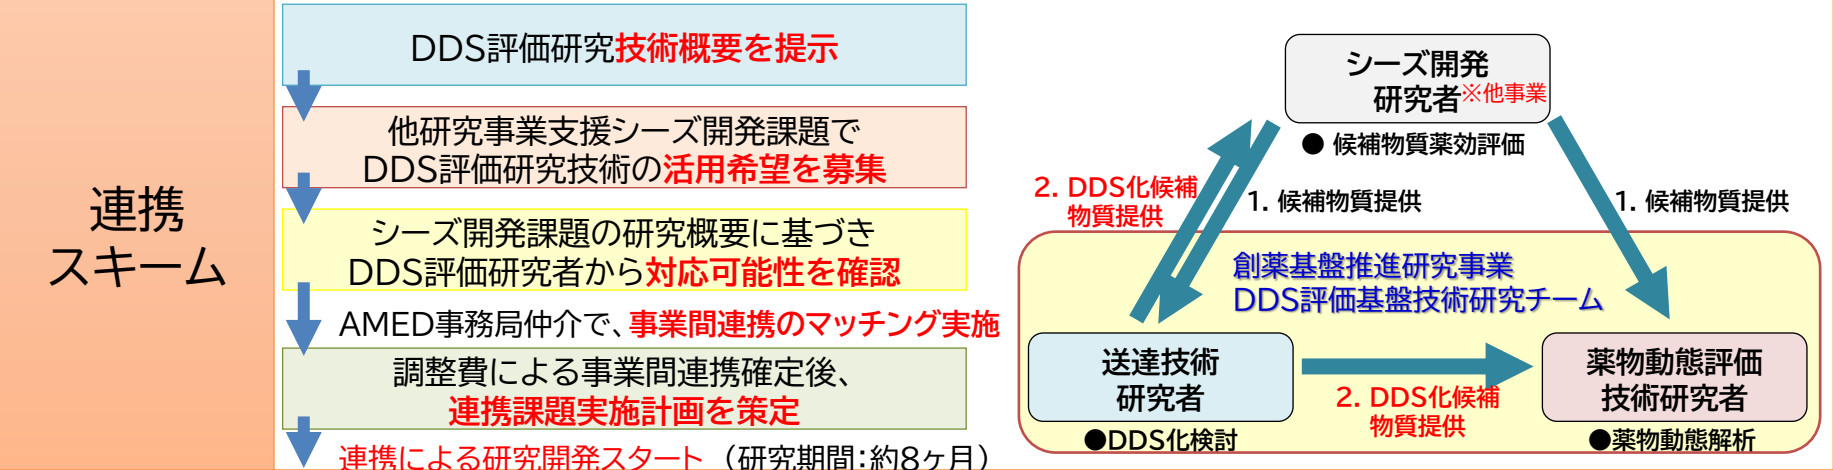 連携
スキーム
DDS評価研究技術概要を提示
他研究事業支援シーズ開発課題で
DDS評価研究技術の活用希望を募集
シーズ開発課題の研究概要に基づき
DDS評価研究者から対応可能性を確認
AMED事務局仲介で、事業間連携のマッチング実施
調整費による事業間連携確定後、
連携課題実施計画を策定
連携による研究開発スタート（研究期間：約8ヶ月）
シーズ開発
研究者※他事業
● 候補物質薬効評価
2. DDS化候補
物質提供
1. 候補物質提供
1. 候補物質提供
創薬基盤推進研究事業
DDS評価基盤技術研究チーム
送達技術
研究者
●DDS化検討
2. DDS化候補
物質提供
薬物動態評価
技術研究者
●薬物動態解析